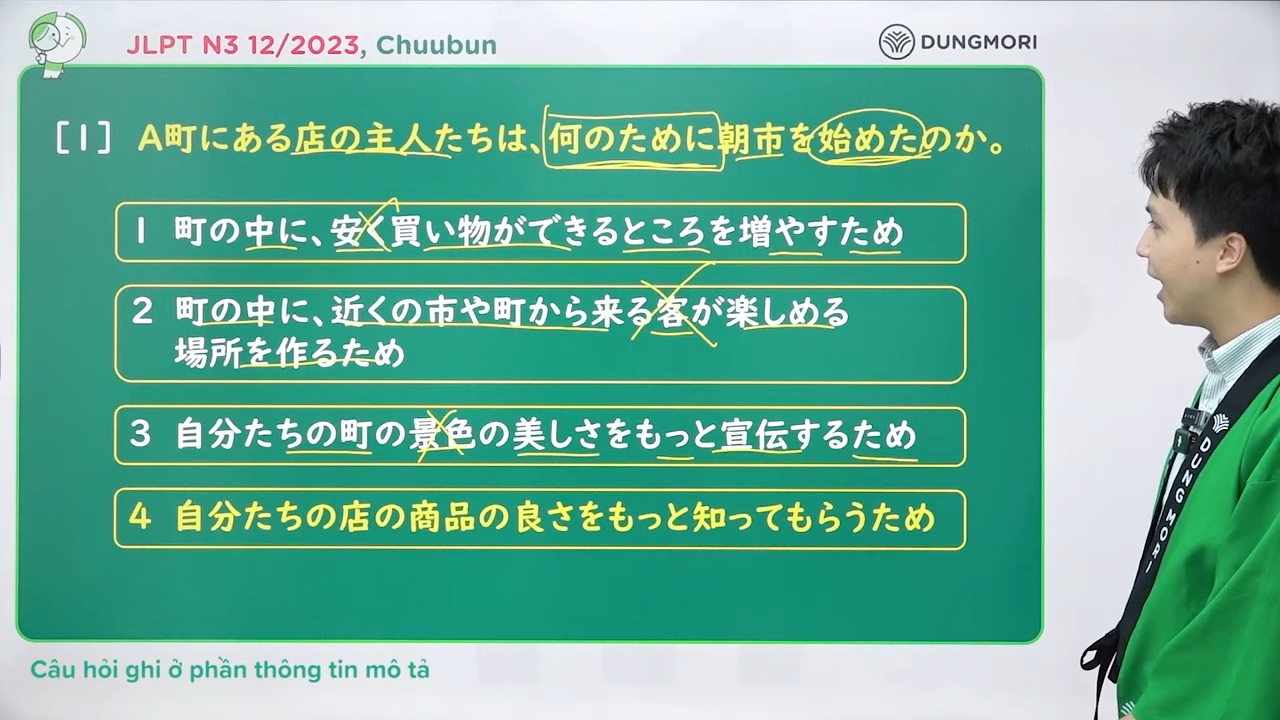 JLPT N3 12/2023, Chuubun
DUNGMORI
[1] A町にある店の主人たちは、何のために朝市を始めたのか。
1 町の中に、安く買い物ができるところを増やすため
2 町の中に、近くの市や町から来る客が楽しめる
場所を作るため
3 自分たちの町の景色の美しさをもっと宣伝するため
4 自分たちの店の商品の良さをもっと知ってもらうため
Câu hỏi ghi ở phần thông tin mô tả
DUNGMORI